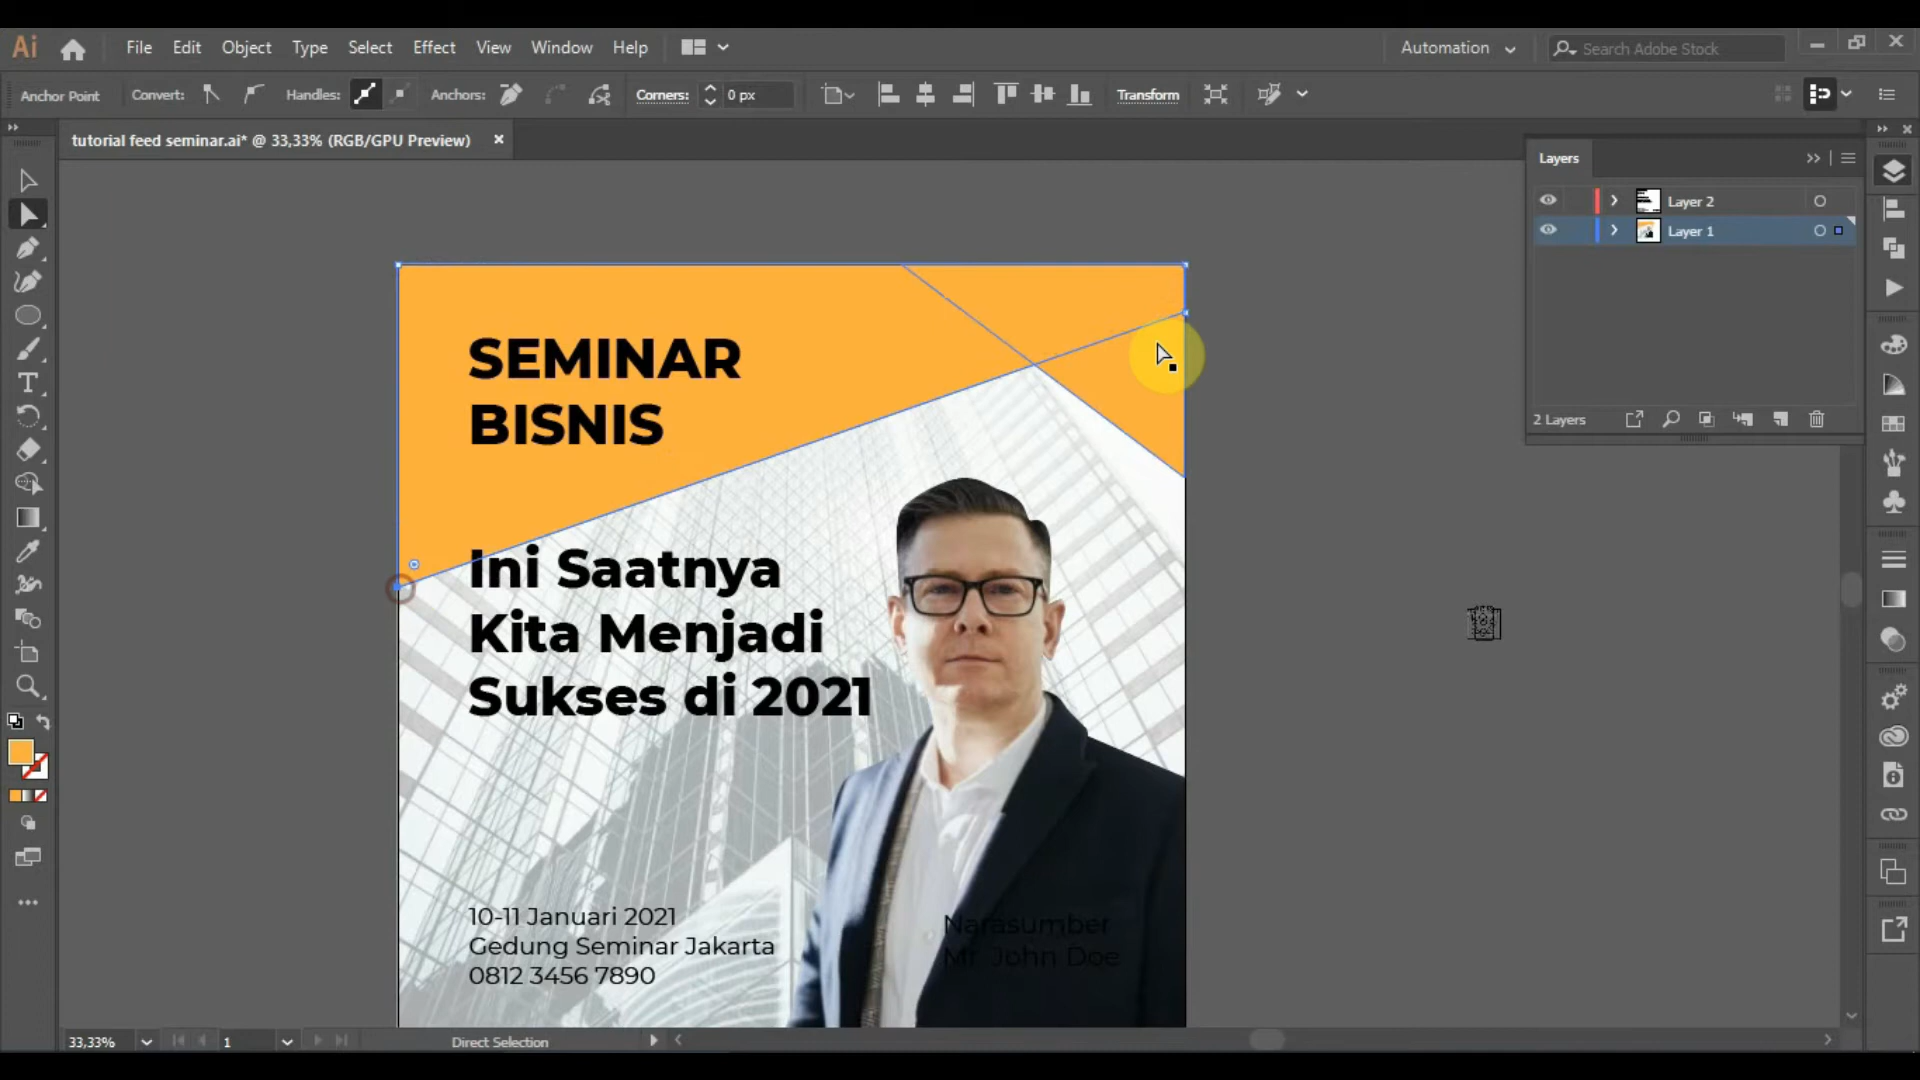 Ai File Edit Object Type Select Effect View Window Help Automation Search Adobe Stock
Anchor Point Convert: Handles: Anchors: Corners: 0 px Transform
tutorial feed seminar.ai* @ 33,33% (RGB/GPU Preview)
Layers
Layer 2
Layer 1
2 Layers
SEMINAR
BISNIS
Ini Saatnya
Kita Menjadi
Sukses di 2021
10-11 Januari 2021
Gedung Seminar Jakarta
0812 3456 7890
Narasumber
Mr. John Doe
33,33% 1 Direct Selection